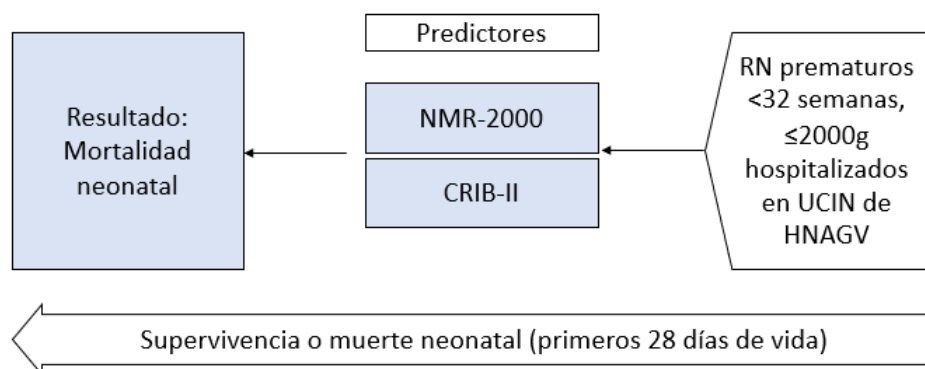 Resultado:
Mortalidad
neonatal
Predictores
NMR-2000
CRIB-II
RN prematuros
<32 semanas,
≤2000g
hospitalizados
en UCIN de
HNAGV
Supervivencia o muerte neonatal (primeros 28 días de vida)